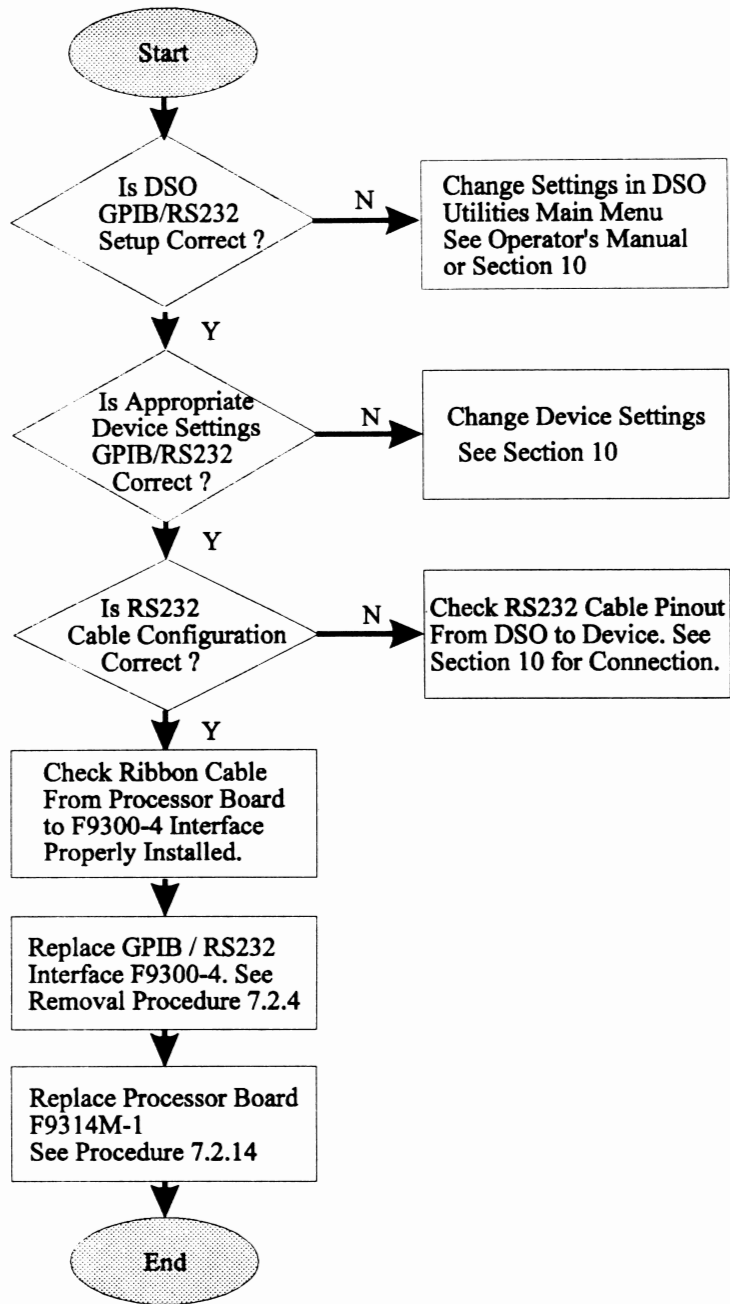 Start
Is DSO
GPIB/RS232
Setup Correct ?
N
Change Settings in DSO
Utilities Main Menu
See Operator's Manual
or Section 10
Y
Is Appropriate
Device Settings
GPIB/RS232
Correct ?
N
Change Device Settings
See Section 10
Y
Is RS232
Cable Configuration
Correct ?
N
Check RS232 Cable Pinout
From DSO to Device. See
Section 10 for Connection.
Y
Check Ribbon Cable
From Processor Board
to F9300-4 Interface
Properly Installed.
Replace GPIB / RS232
Interface F9300-4. See
Removal Procedure 7.2.4
Replace Processor Board
F9314M-1
See Procedure 7.2.14
End